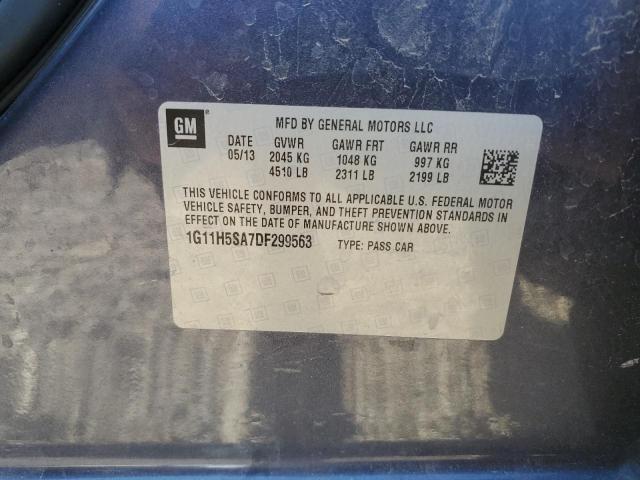 GM
MFD BY GENERAL MOTORS LLC
DATE GVWR GAWR FRT GAWR RR
05/13 2045 KG 1048 KG 997 KG
4510 LB 2311 LB 2199 LB
THIS VEHICLE CONFORMS TO ALL APPLICABLE U.S. FEDERAL MOTOR
VEHICLE SAFETY, BUMPER, AND THEFT PREVENTION STANDARDS IN
EFFECT ON THE DATE OF MANUFACTURE SHOWN ABOVE.
1G11H5SA7DF299563 TYPE: PASS CAR